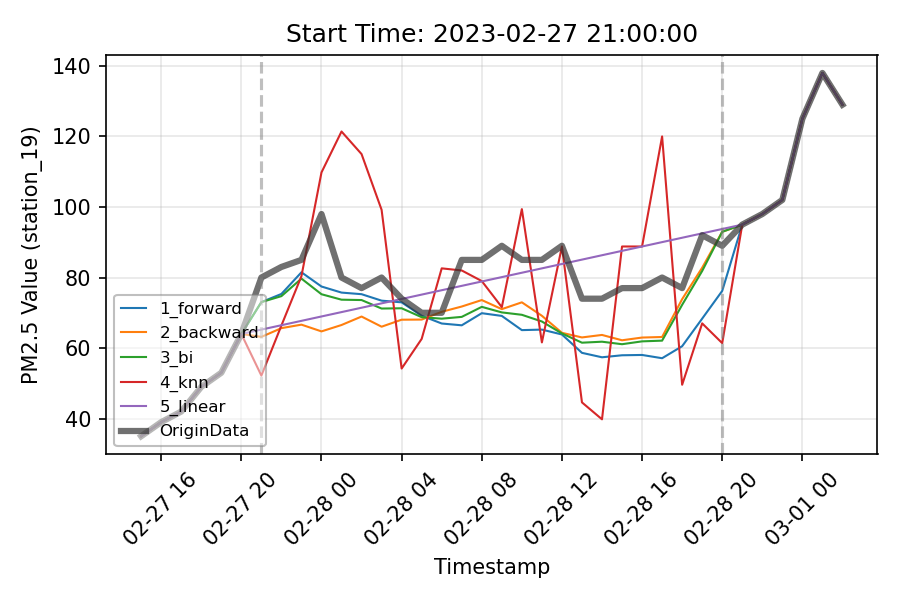 Start Time: 2023-02-27 21:00:00
PM2.5 Value (station_19)
140
120
100
80
60
40
1_forward
2_backward
3_bi
4_knn
5_linear
OriginData
02-27 16
02-27 20
02-28 00
02-28 04
02-28 08
02-28 12
02-28 16
02-28 20
03-01 00
Timestamp